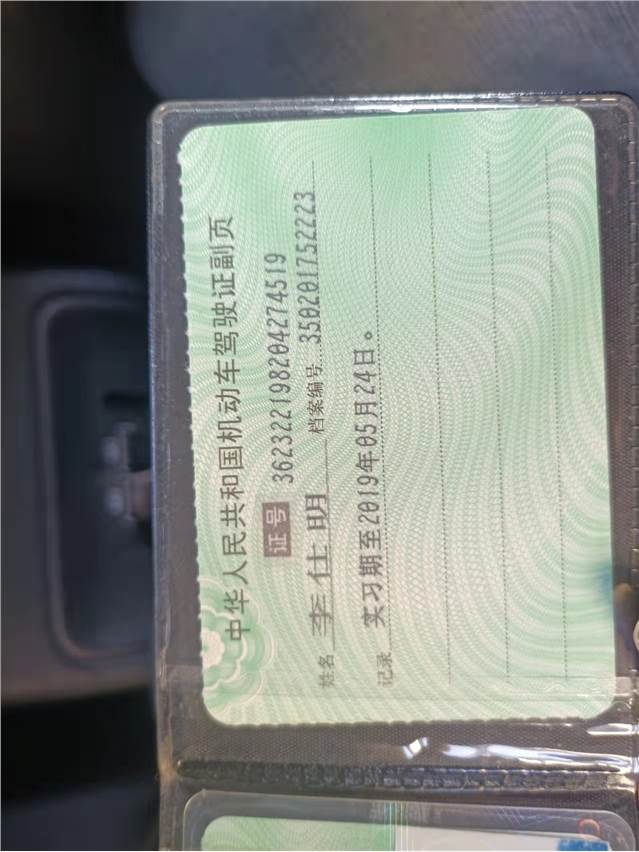 中华人民共和国机动车驾驶证副页
证号 362322198204274519
姓名 李仕明 档案编号 350201752223
记录 实习期至2019年05月24日。